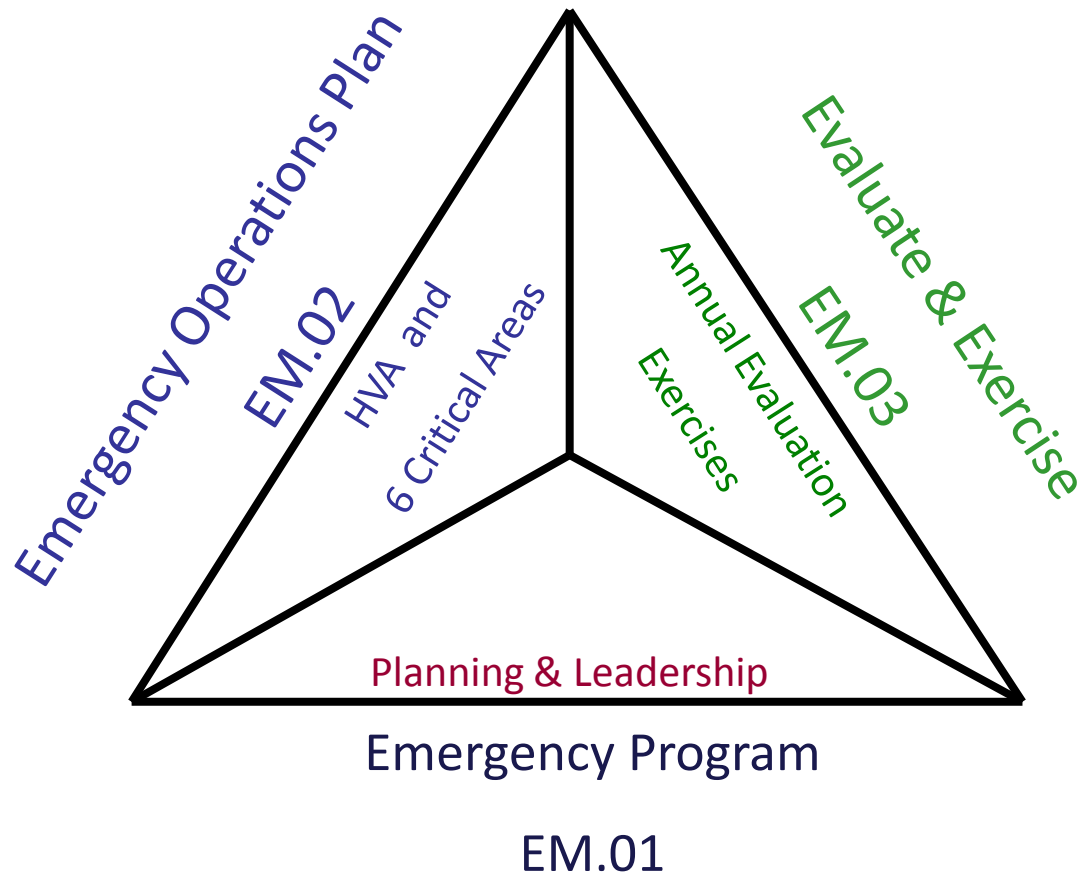 Emergency Operations Plan
EM.02
HVA and
6 Critical Areas
Evaluate & Exercise
EM.03
Annual Evaluation
Exercises
Planning & Leadership
Emergency Program
EM.01